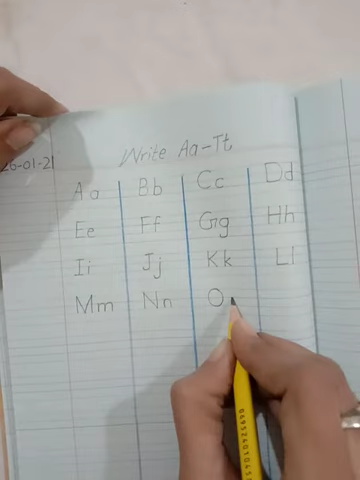 Write Aa-Tt
26-01-21
Aa Bb Cc Dd
Ee Ff Gg Hh
Ii Jj Kk Ll
Mm Nn O